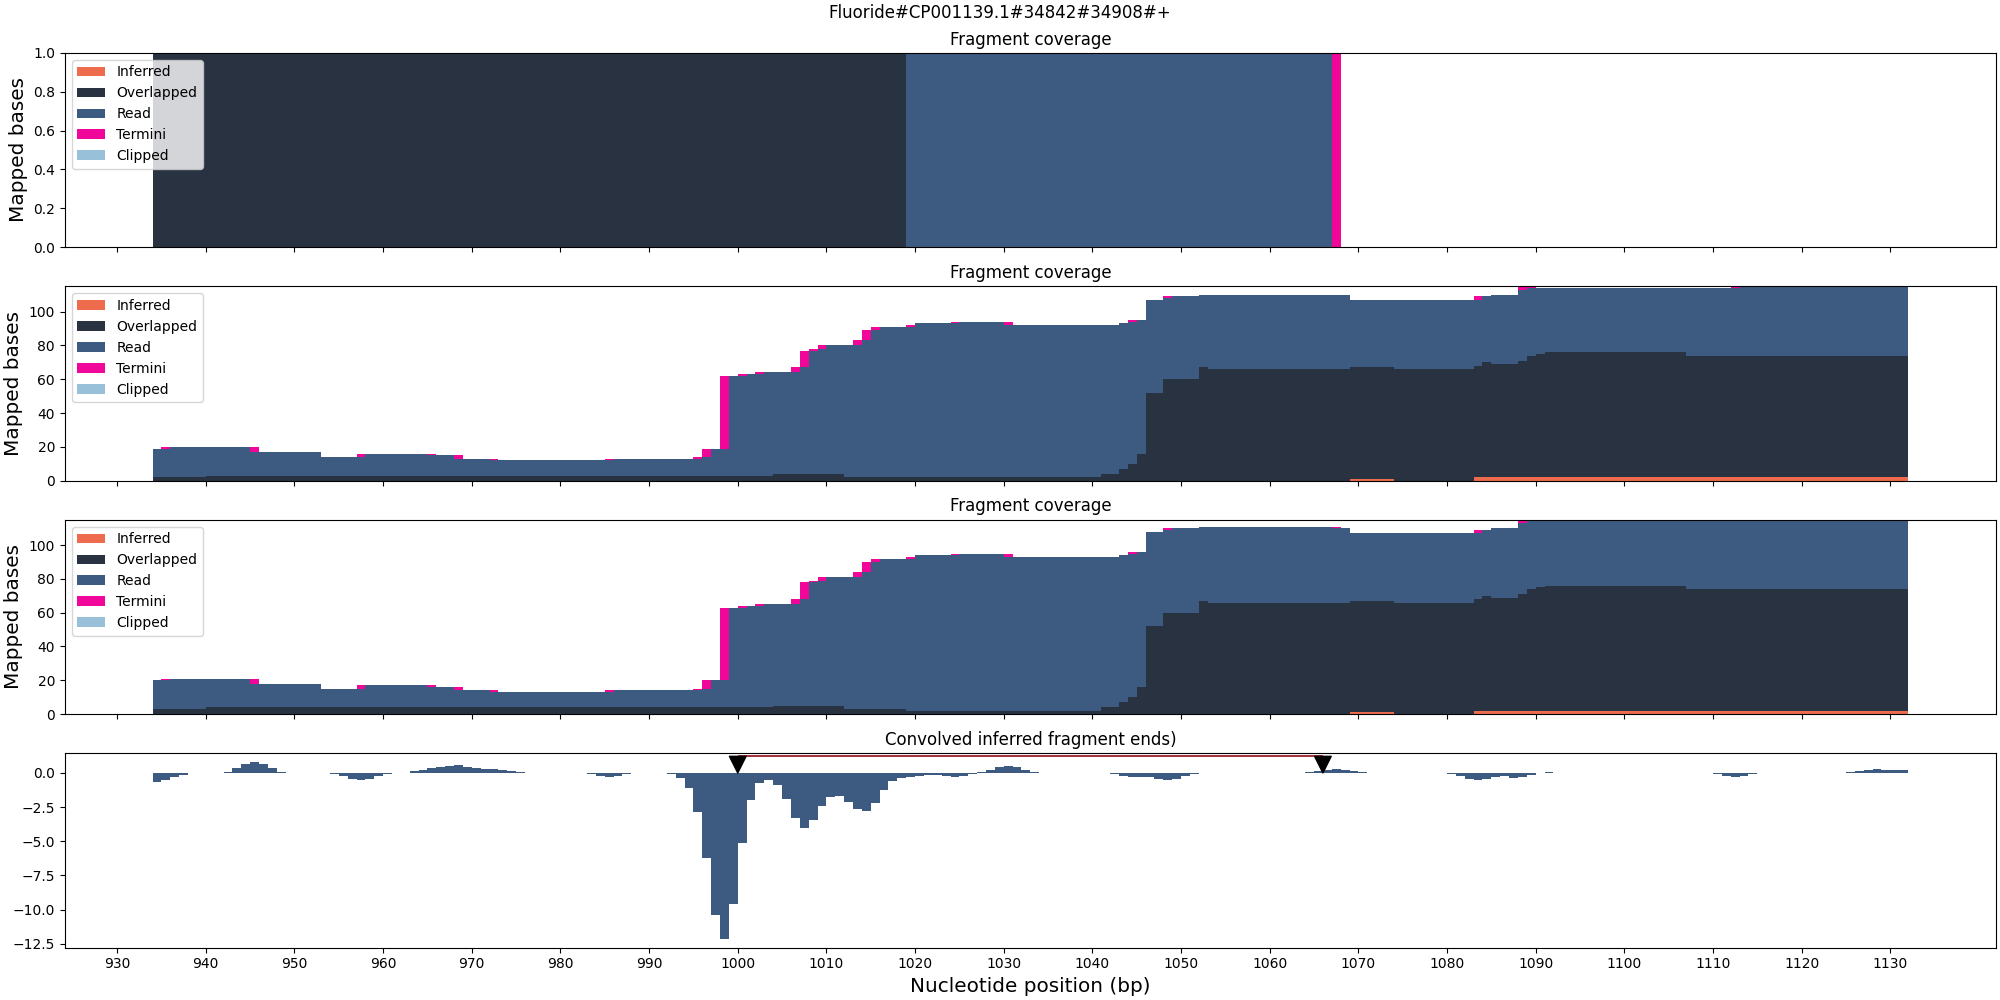 Fluoride#CP001139.1#34842#34908#+
Fragment coverage
Mapped bases
1.0
0.8
0.6
0.4
0.2
0.0
Inferred
Overlapped
Read
Termini
Clipped
Fragment coverage
Mapped bases
100
80
60
40
20
0
Inferred
Overlapped
Read
Termini
Clipped
Fragment coverage
Mapped bases
100
80
60
40
20
0
Inferred
Overlapped
Read
Termini
Clipped
Convolved inferred fragment ends)
0.0
−2.5
−5.0
−7.5
−10.0
−12.5
930 940 950 960 970 980 990 1000 1010 1020 1030 1040 1050 1060 1070 1080 1090 1100 1110 1120 1130
Nucleotide position (bp)